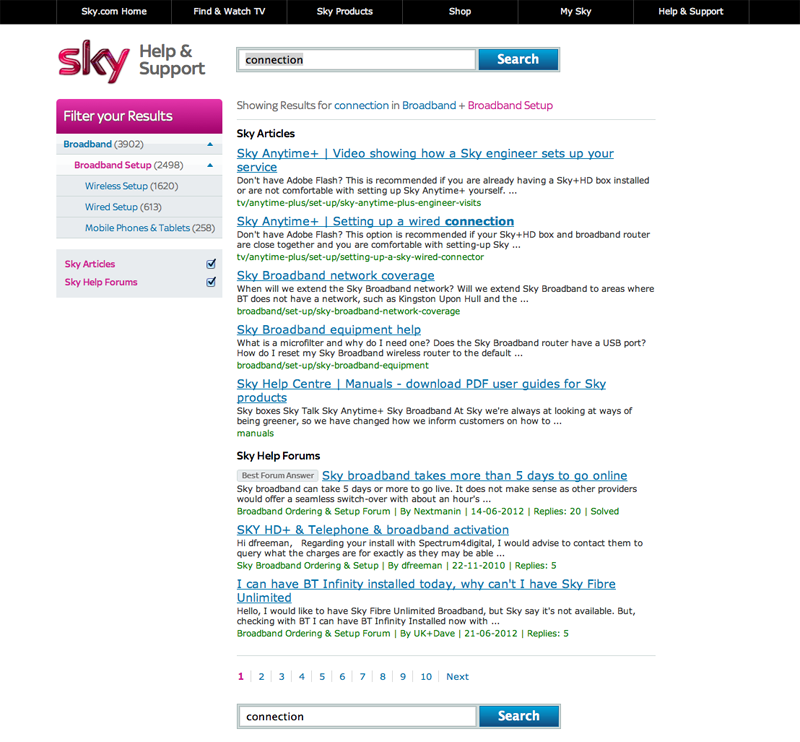 Sky.com Home
Find & Watch TV
Sky Products
Shop
My Sky
Help & Support
sky
Help &
Support
connection
Search
Filter your Results
Broadband (3902)
Broadband Setup (2498)
Wireless Setup (1620)
Wired Setup (613)
Mobile Phones & Tablets (258)
Sky Articles
Sky Help Forums
Showing Results for connection in Broadband + Broadband Setup
Sky Articles
Sky Anytime+ | Video showing how a Sky engineer sets up your
service
Don't have Adobe Flash? This is recommended if you are already having a Sky+HD box installed
or are not comfortable with setting up Sky Anytime+ yourself. ...
tv/anytime-plus/set-up/sky-anytime-plus-engineer-visits
Sky Anytime+ | Setting up a wired connection
Don't have Adobe Flash? This option is recommended if your Sky+HD box and broadband router
are close together and you are comfortable with setting-up Sky ...
tv/anytime-plus/set-up/setting-up-a-sky-wired-connector
Sky Broadband network coverage
When will we extend the Sky Broadband network? Will we extend Sky Broadband to areas where
BT does not have a network, such as Kingston Upon Hull and the ...
broadband/set-up/sky-broadband-network-coverage
Sky Broadband equipment help
What is a microfilter and why do I need one? Does the Sky Broadband router have a USB port?
How do I reset my Sky Broadband wireless router to the default ...
broadband/set-up/sky-broadband-equipment
Sky Help Centre | Manuals - download PDF user guides for Sky
products
Sky boxes Sky Talk Sky Anytime+ Sky Broadband At Sky we're always at looking at ways of
being greener, so we have changed how we inform customers on how to ...
manuals
Sky Help Forums
Best Forum Answer Sky broadband takes more than 5 days to go online
Sky broadband can take 5 days or more to go live. It does not make sense as other providers
would offer a seamless switch-over with about an hour's ...
Broadband Ordering & Setup Forum | By Nextmanin | 14-06-2012 | Replies: 20 | Solved
SKY HD+ & Telephone & broadband activation
Hi dfreeman, Regarding your install with Spectrum4digital, I would advise to contact them to
query what the charges are for exactly as they may be able ...
Sky Broadband Ordering & Setup | By dfreeman | 22-11-2010 | Replies: 5
I can have BT Infinity installed today, why can't I have Sky Fibre
Unlimited
Hello, I would like to have Sky Fibre Unlimited Broadband, but Sky say it's not available. But,
checking with BT I can have BT Infinity Installed now with ...
Broadband Ordering & Setup Forum | By UK+Dave | 21-06-2012 | Replies: 5
1 | 2 | 3 | 4 | 5 | 6 | 7 | 8 | 9 | 10 | Next
connection
Search